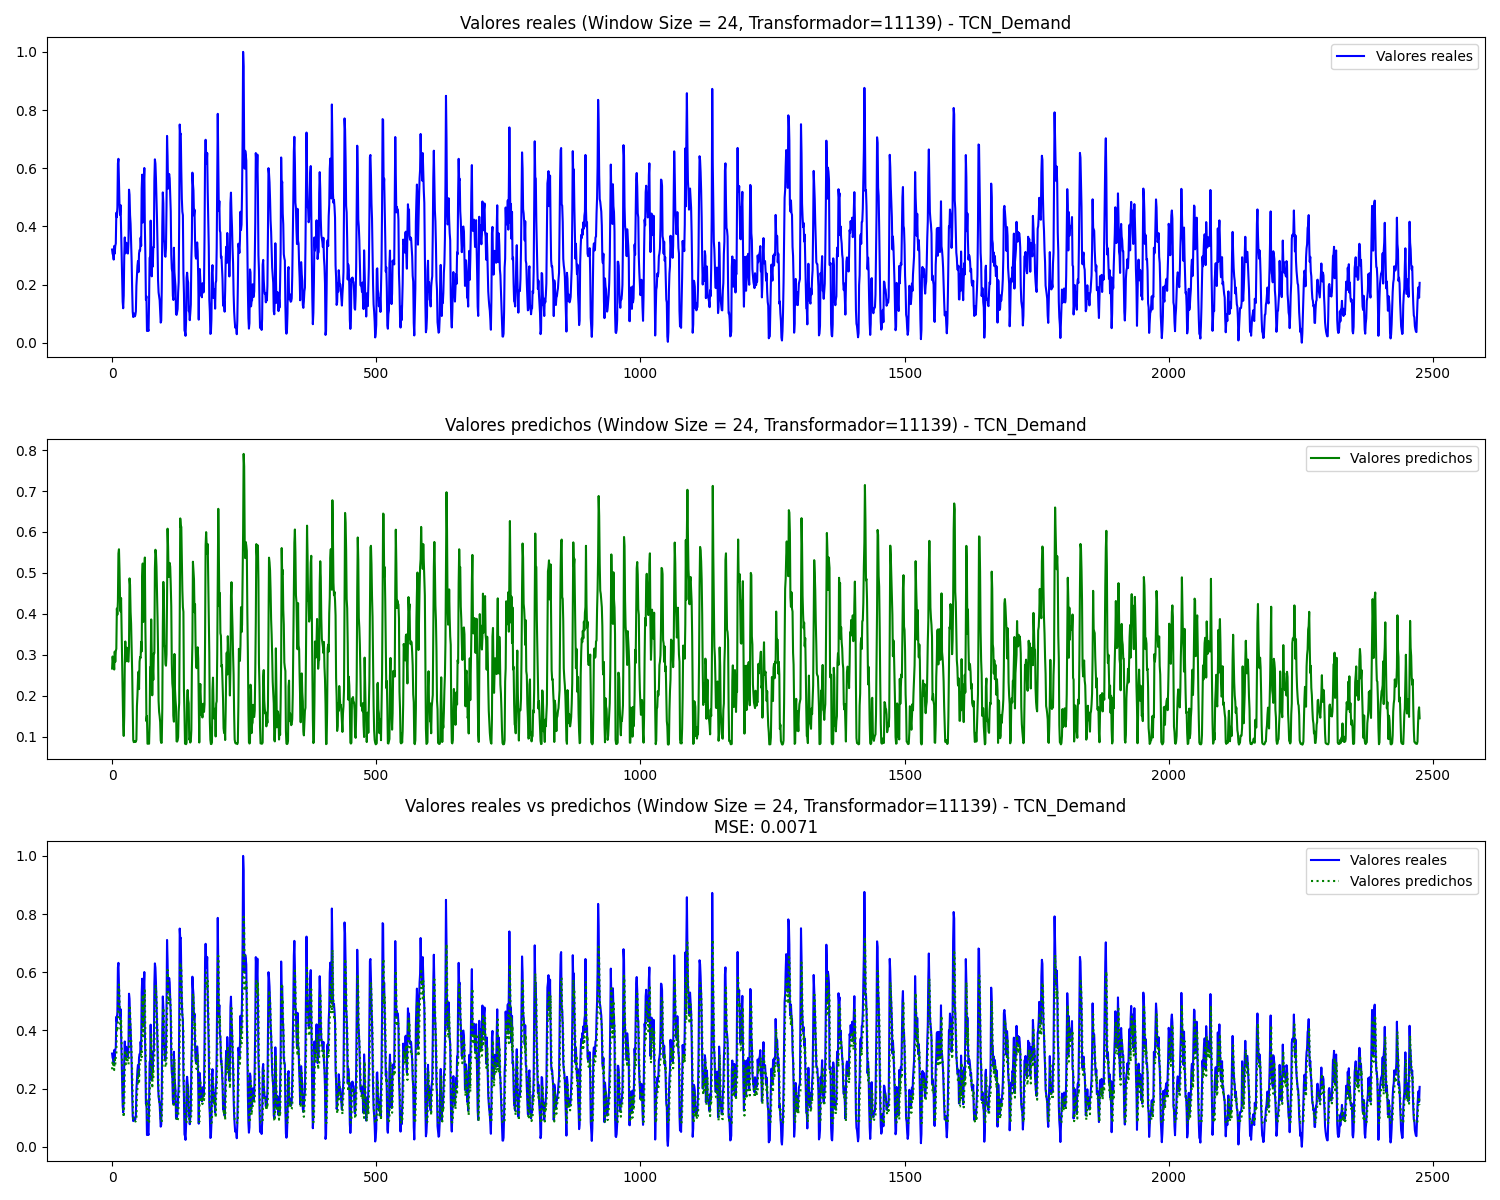 Valores reales (Window Size = 24, Transformador=11139) - TCN_Demand
Valores reales
1.0
0.8
0.6
0.4
0.2
0.0
0 500 1000 1500 2000 2500
Valores predichos (Window Size = 24, Transformador=11139) - TCN_Demand
Valores predichos
0.8
0.7
0.6
0.5
0.4
0.3
0.2
0.1
0 500 1000 1500 2000 2500
Valores reales vs predichos (Window Size = 24, Transformador=11139) - TCN_Demand
MSE: 0.0071
Valores reales
Valores predichos
1.0
0.8
0.6
0.4
0.2
0.0
0 500 1000 1500 2000 2500